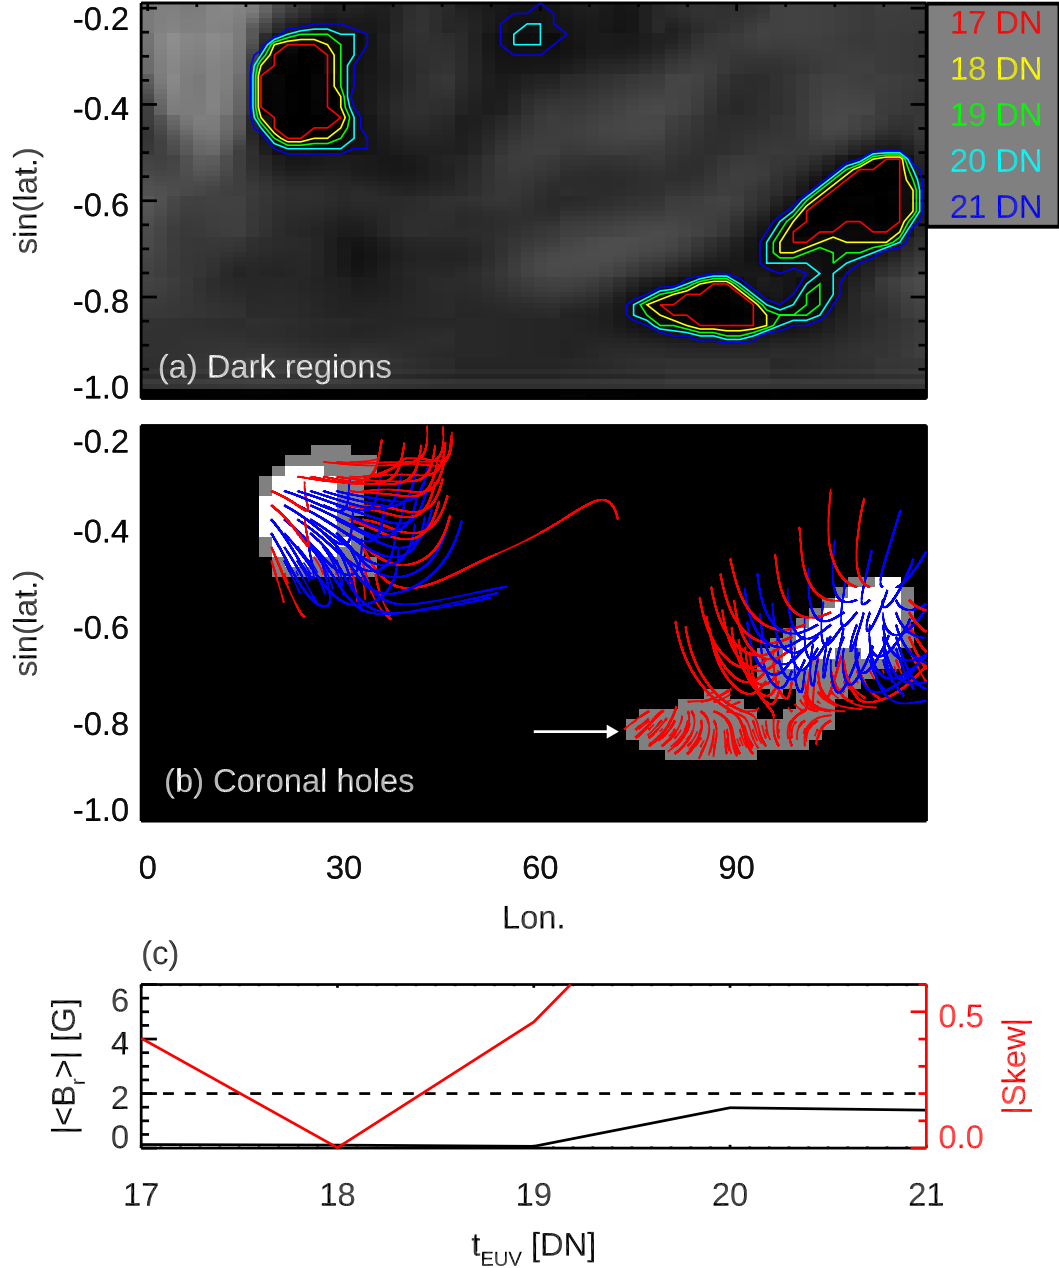 -0.2
-0.4
-0.6
-0.8
-1.0
sin(lat.)
(a) Dark regions
17 DN
18 DN
19 DN
20 DN
21 DN
-0.2
-0.4
-0.6
-0.8
-1.0
sin(lat.)
(b) Coronal holes
0 30 60 90
Lon.
(c)
6
4
2
0
|<Br>| [G]
0.5
0.0
|Skew|
17 18 19 20 21
tEUV [DN]